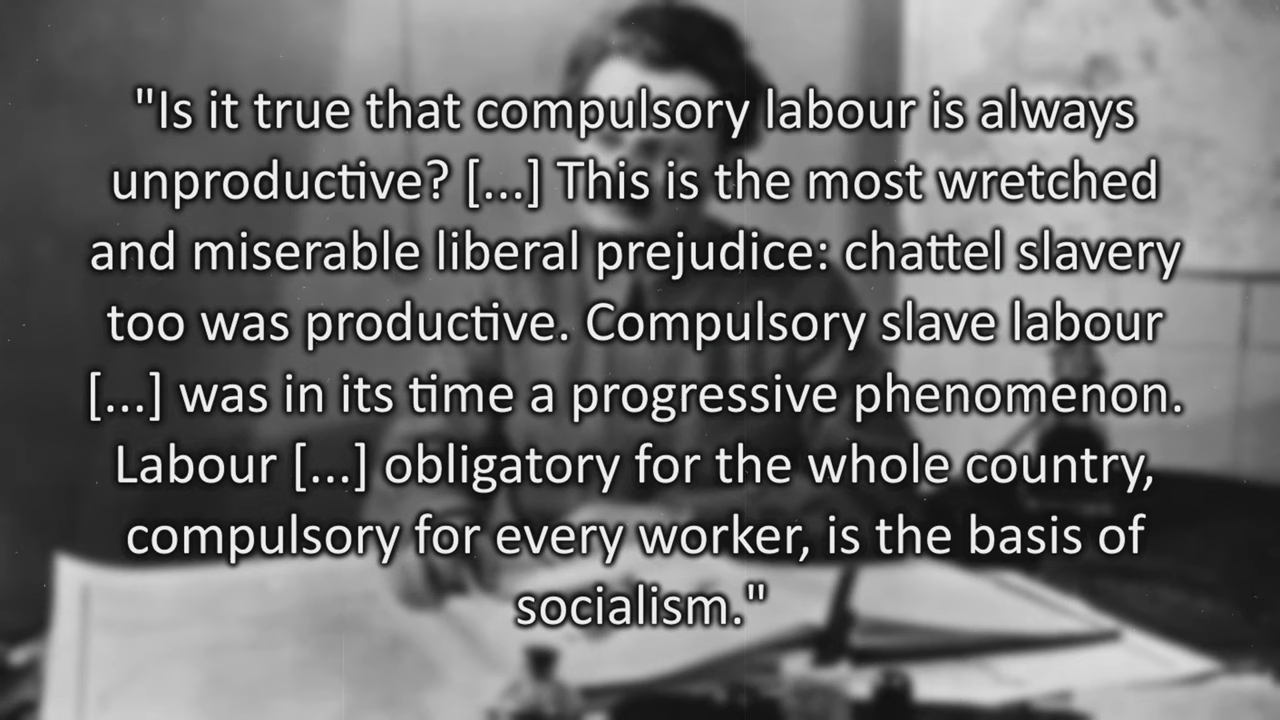 "Is it true that compulsory labour is always
unproductive? [...] This is the most wretched
and miserable liberal prejudice: chattel slavery
too was productive. Compulsory slave labour
[...] was in its time a progressive phenomenon.
Labour [...] obligatory for the whole country,
compulsory for every worker, is the basis of
socialism."